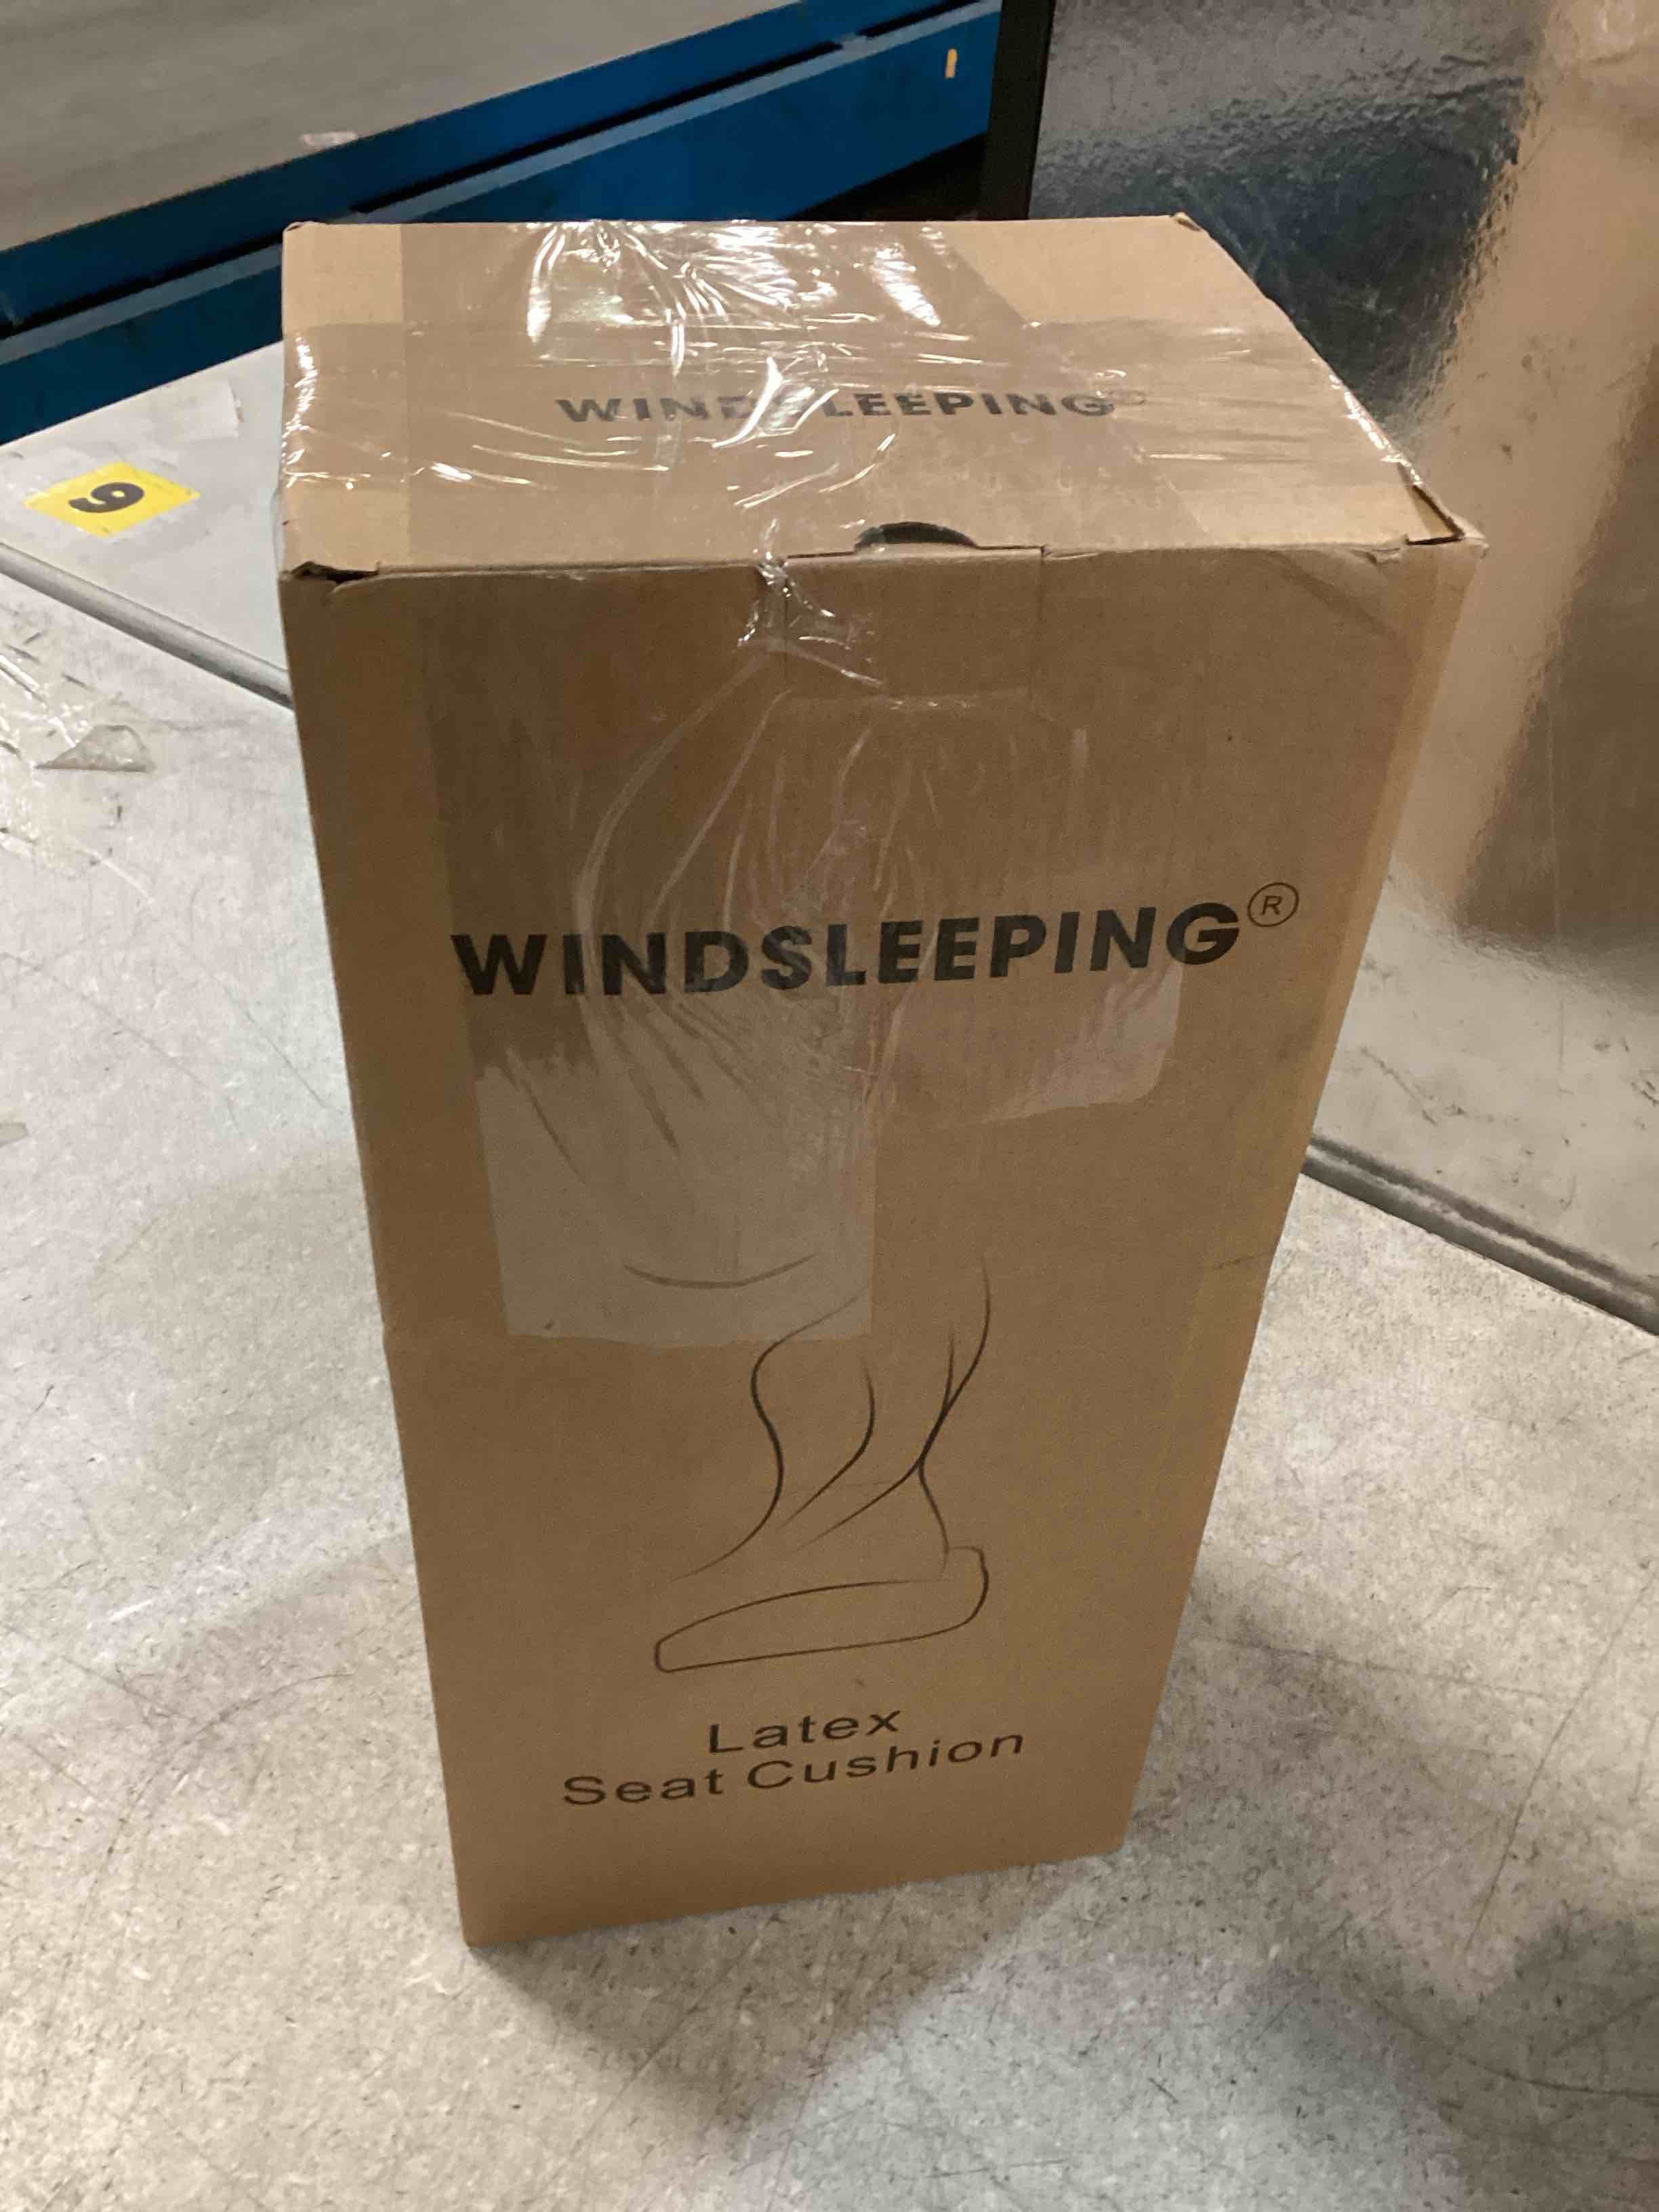 WINDSLEEPING®
9
WINDSLEEPING®
Latex
Seat Cushion